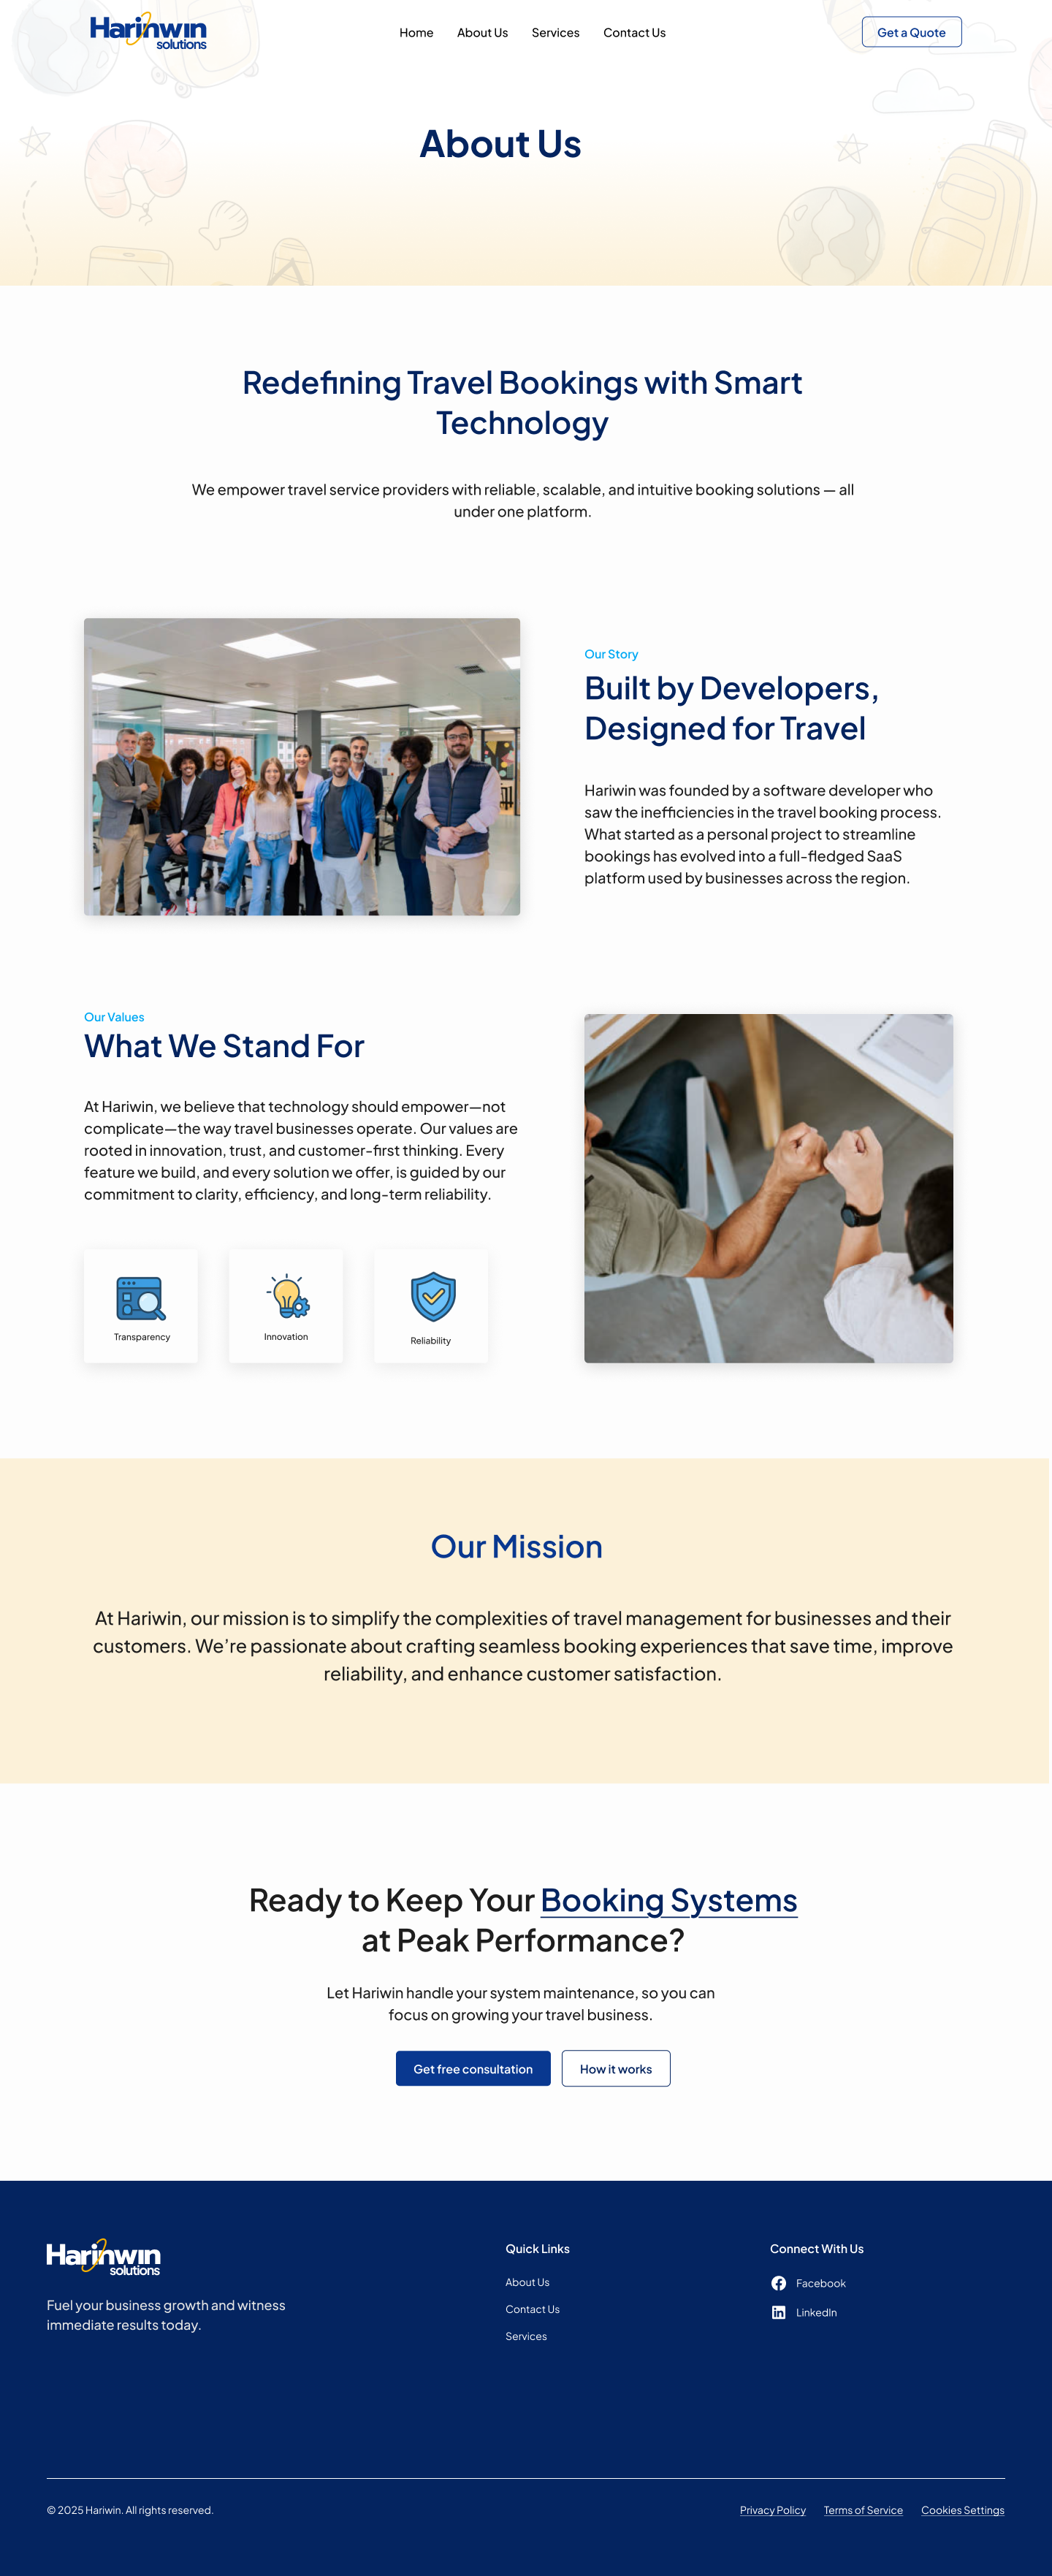 Harinwin
solutions
Home About Us Services Contact Us
Get a Quote
About Us
Redefining Travel Bookings with Smart
Technology
We empower travel service providers with reliable, scalable, and intuitive booking solutions — all
under one platform.
Our Story
Built by Developers,
Designed for Travel
Hariwin was founded by a software developer who
saw the inefficiencies in the travel booking process.
What started as a personal project to streamline
bookings has evolved into a full-fledged SaaS
platform used by businesses across the region.
Our Values
What We Stand For
At Hariwin, we believe that technology should empower—not
complicate—the way travel businesses operate. Our values are
rooted in innovation, trust, and customer-first thinking. Every
feature we build, and every solution we offer, is guided by our
commitment to clarity, efficiency, and long-term reliability.
Transparency
Innovation
Reliability
Our Mission
At Hariwin, our mission is to simplify the complexities of travel management for businesses and their
customers. We’re passionate about crafting seamless booking experiences that save time, improve
reliability, and enhance customer satisfaction.
Ready to Keep Your Booking Systems
at Peak Performance?
Let Hariwin handle your system maintenance, so you can
focus on growing your travel business.
Get free consultation
How it works
Harinwin
solutions
Fuel your business growth and witness
immediate results today.
Quick Links
About Us
Contact Us
Services
Connect With Us
Facebook
LinkedIn
© 2025 Hariwin. All rights reserved.
Privacy Policy Terms of Service Cookies Settings